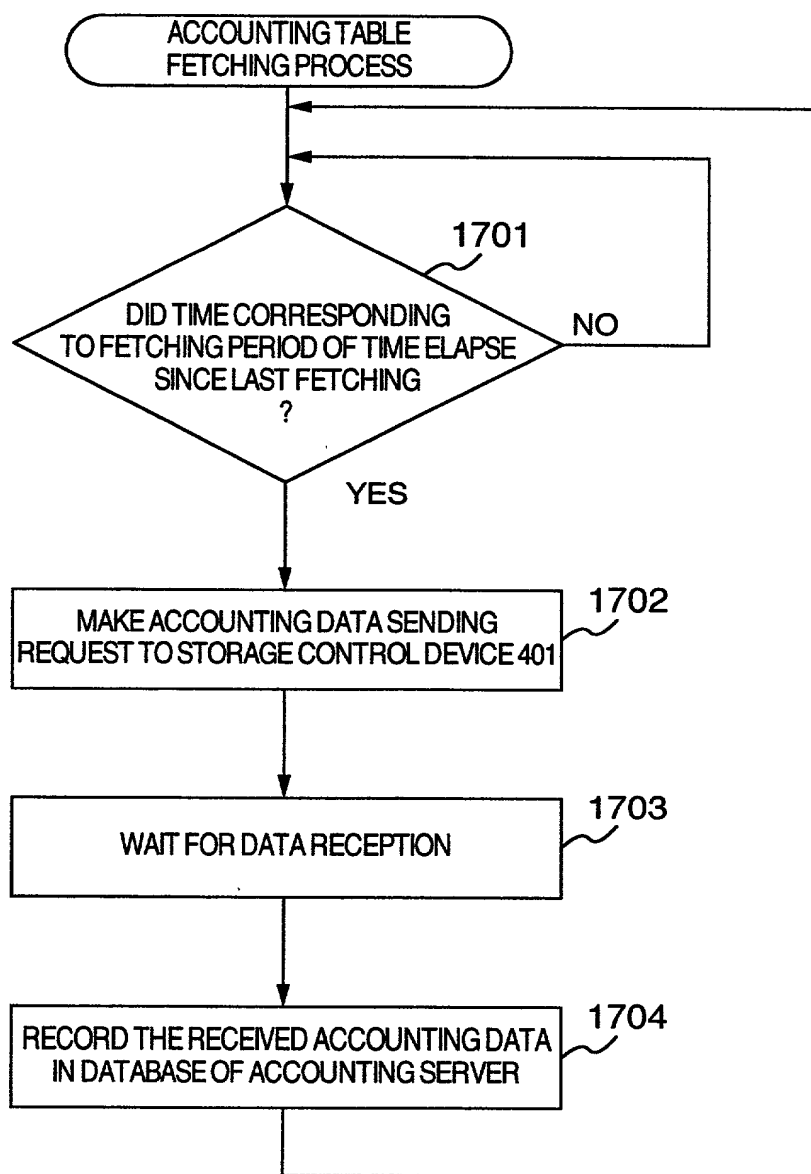 ACCOUNTING TABLE
FETCHING PROCESS
1701
DID TIME CORRESPONDING
TO FETCHING PERIOD OF TIME ELAPSE
SINCE LAST FETCHING
?
NO
YES
1702
MAKE ACCOUNTING DATA SENDING
REQUEST TO STORAGE CONTROL DEVICE 401
1703
WAIT FOR DATA RECEPTION
1704
RECORD THE RECEIVED ACCOUNTING DATA
IN DATABASE OF ACCOUNTING SERVER